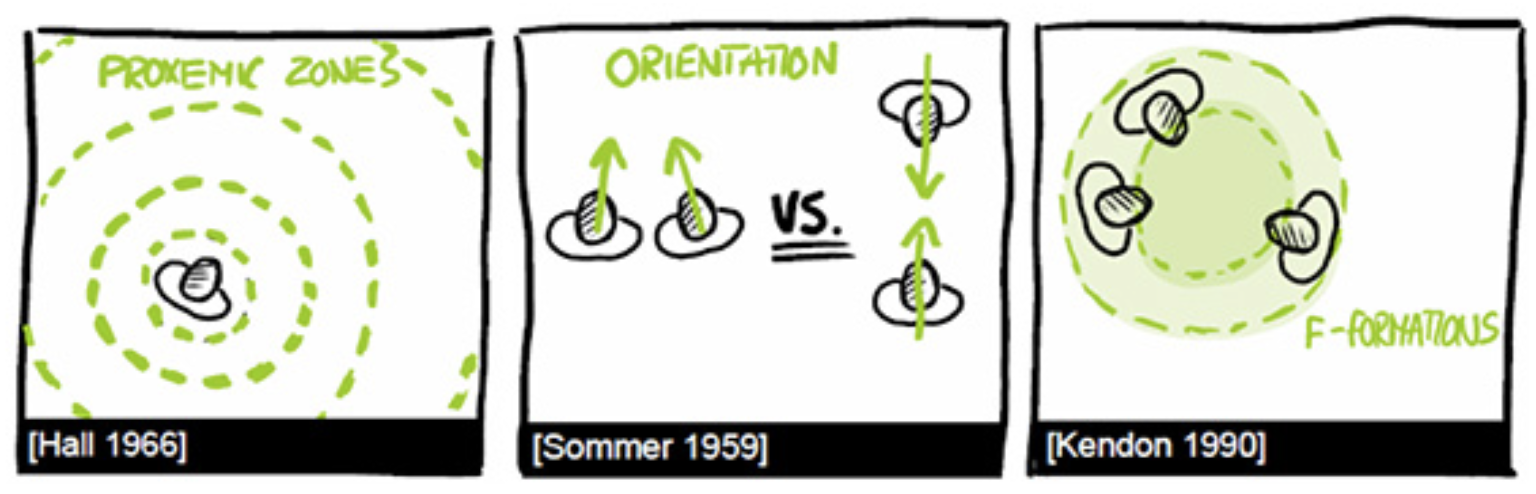 PROXEMIC ZONES
[Hall 1966]
ORIENTATION
VS.
[Sommer 1959]
F-FORMATIONS
[Kendon 1990]